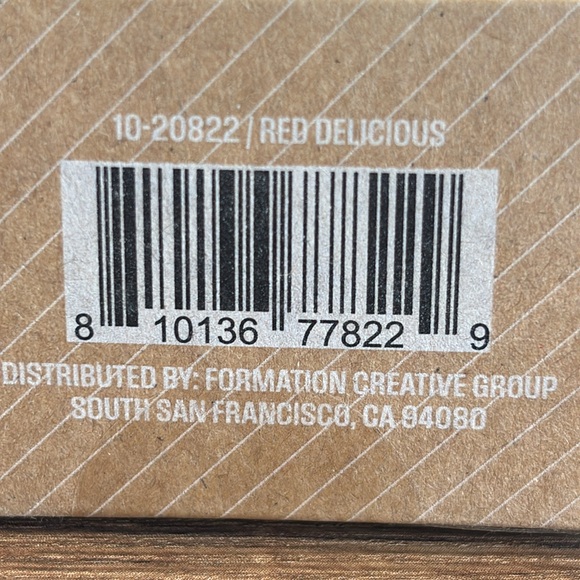 10-20822 / RED DELICIOUS
8 10136 77822 9
DISTRIBUTED BY: FORMATION CREATIVE GROUP
SOUTH SAN FRANCISCO, CA 94080